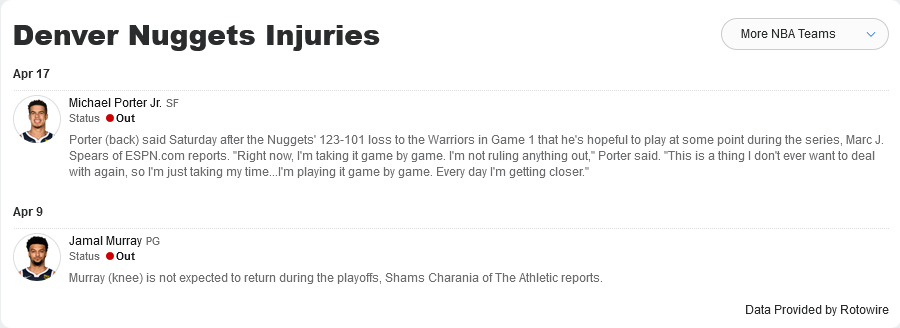 Denver Nuggets Injuries
More NBA Teams
Apr 17
Michael Porter Jr. SF
Status Out
Porter (back) said Saturday after the Nuggets' 123-101 loss to the Warriors in Game 1 that he's hopeful to play at some point during the series, Marc J.
Spears of ESPN.com reports. "Right now, I'm taking it game by game. I'm not ruling anything out," Porter said. "This is a thing I don't ever want to deal
with again, so I'm just taking my time...I'm playing it game by game. Every day I'm getting closer."
Apr 9
Jamal Murray PG
Status Out
Murray (knee) is not expected to return during the playoffs, Shams Charania of The Athletic reports.
Data Provided by Rotowire